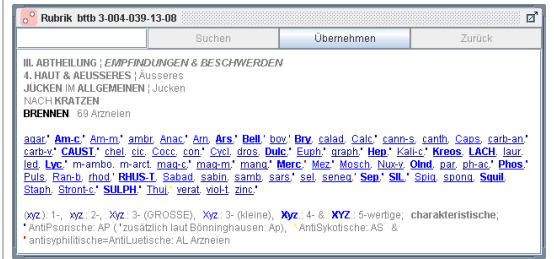 Rubrik bttb 3-004-039-13-08
Suchen Übernehmen Zurück
III. ABTHEILUNG ¦ EMPFINDUNGEN & BESCHWERDEN
4. HAUT & AEUSSERES ¦ Äusseres
JÜCKEN IM ALLGEMEINEN ¦ Jucken
NACH KRATZEN
BRENNEN 69 Arzneien
agar.* Am-c.* Am-m. ambr. Anac.* Arn. Ars.* Bell.* bov.* Bry. calad. Calc.* cann-s. canth. Caps. carb-an.*
carb-v.* CAUST.* chel. cic. Cocc. con.* Cycl. dros. Dulc.* Euph.* graph.* Hep.* Kali-c.* Kreos. LACH. laur.
led. Lyc.* m-ambo. m-arct. mag-c.* mag-m.* mang.* Merc.* Mez.* Mosch. Nux-v. Olnd. par. ph-ac.* Phos.*
Puls. Ran-b. rhod.* RHUS-T. Sabad. sabin. samb. sars.* sel. seneg.* Sep.* SIL.* Spig. spong. Squil.
Staph. Stront-c.* SULPH.* Thuj.* verat. viol-t. zinc.*
(xyz.): 1-, xyz.: 2-, Xyz.: 3- (GROSSE), Xyz.: 3- (kleine), Xyz.: 4- & XYZ.: 5-wertige; charakteristische;
* AntiPsorische: AP ( * zusätzlich laut Bönninghausen: Ap), * AntiSykotische: AS &
* antisyphilitische=AntiLuetische: AL Arzneien